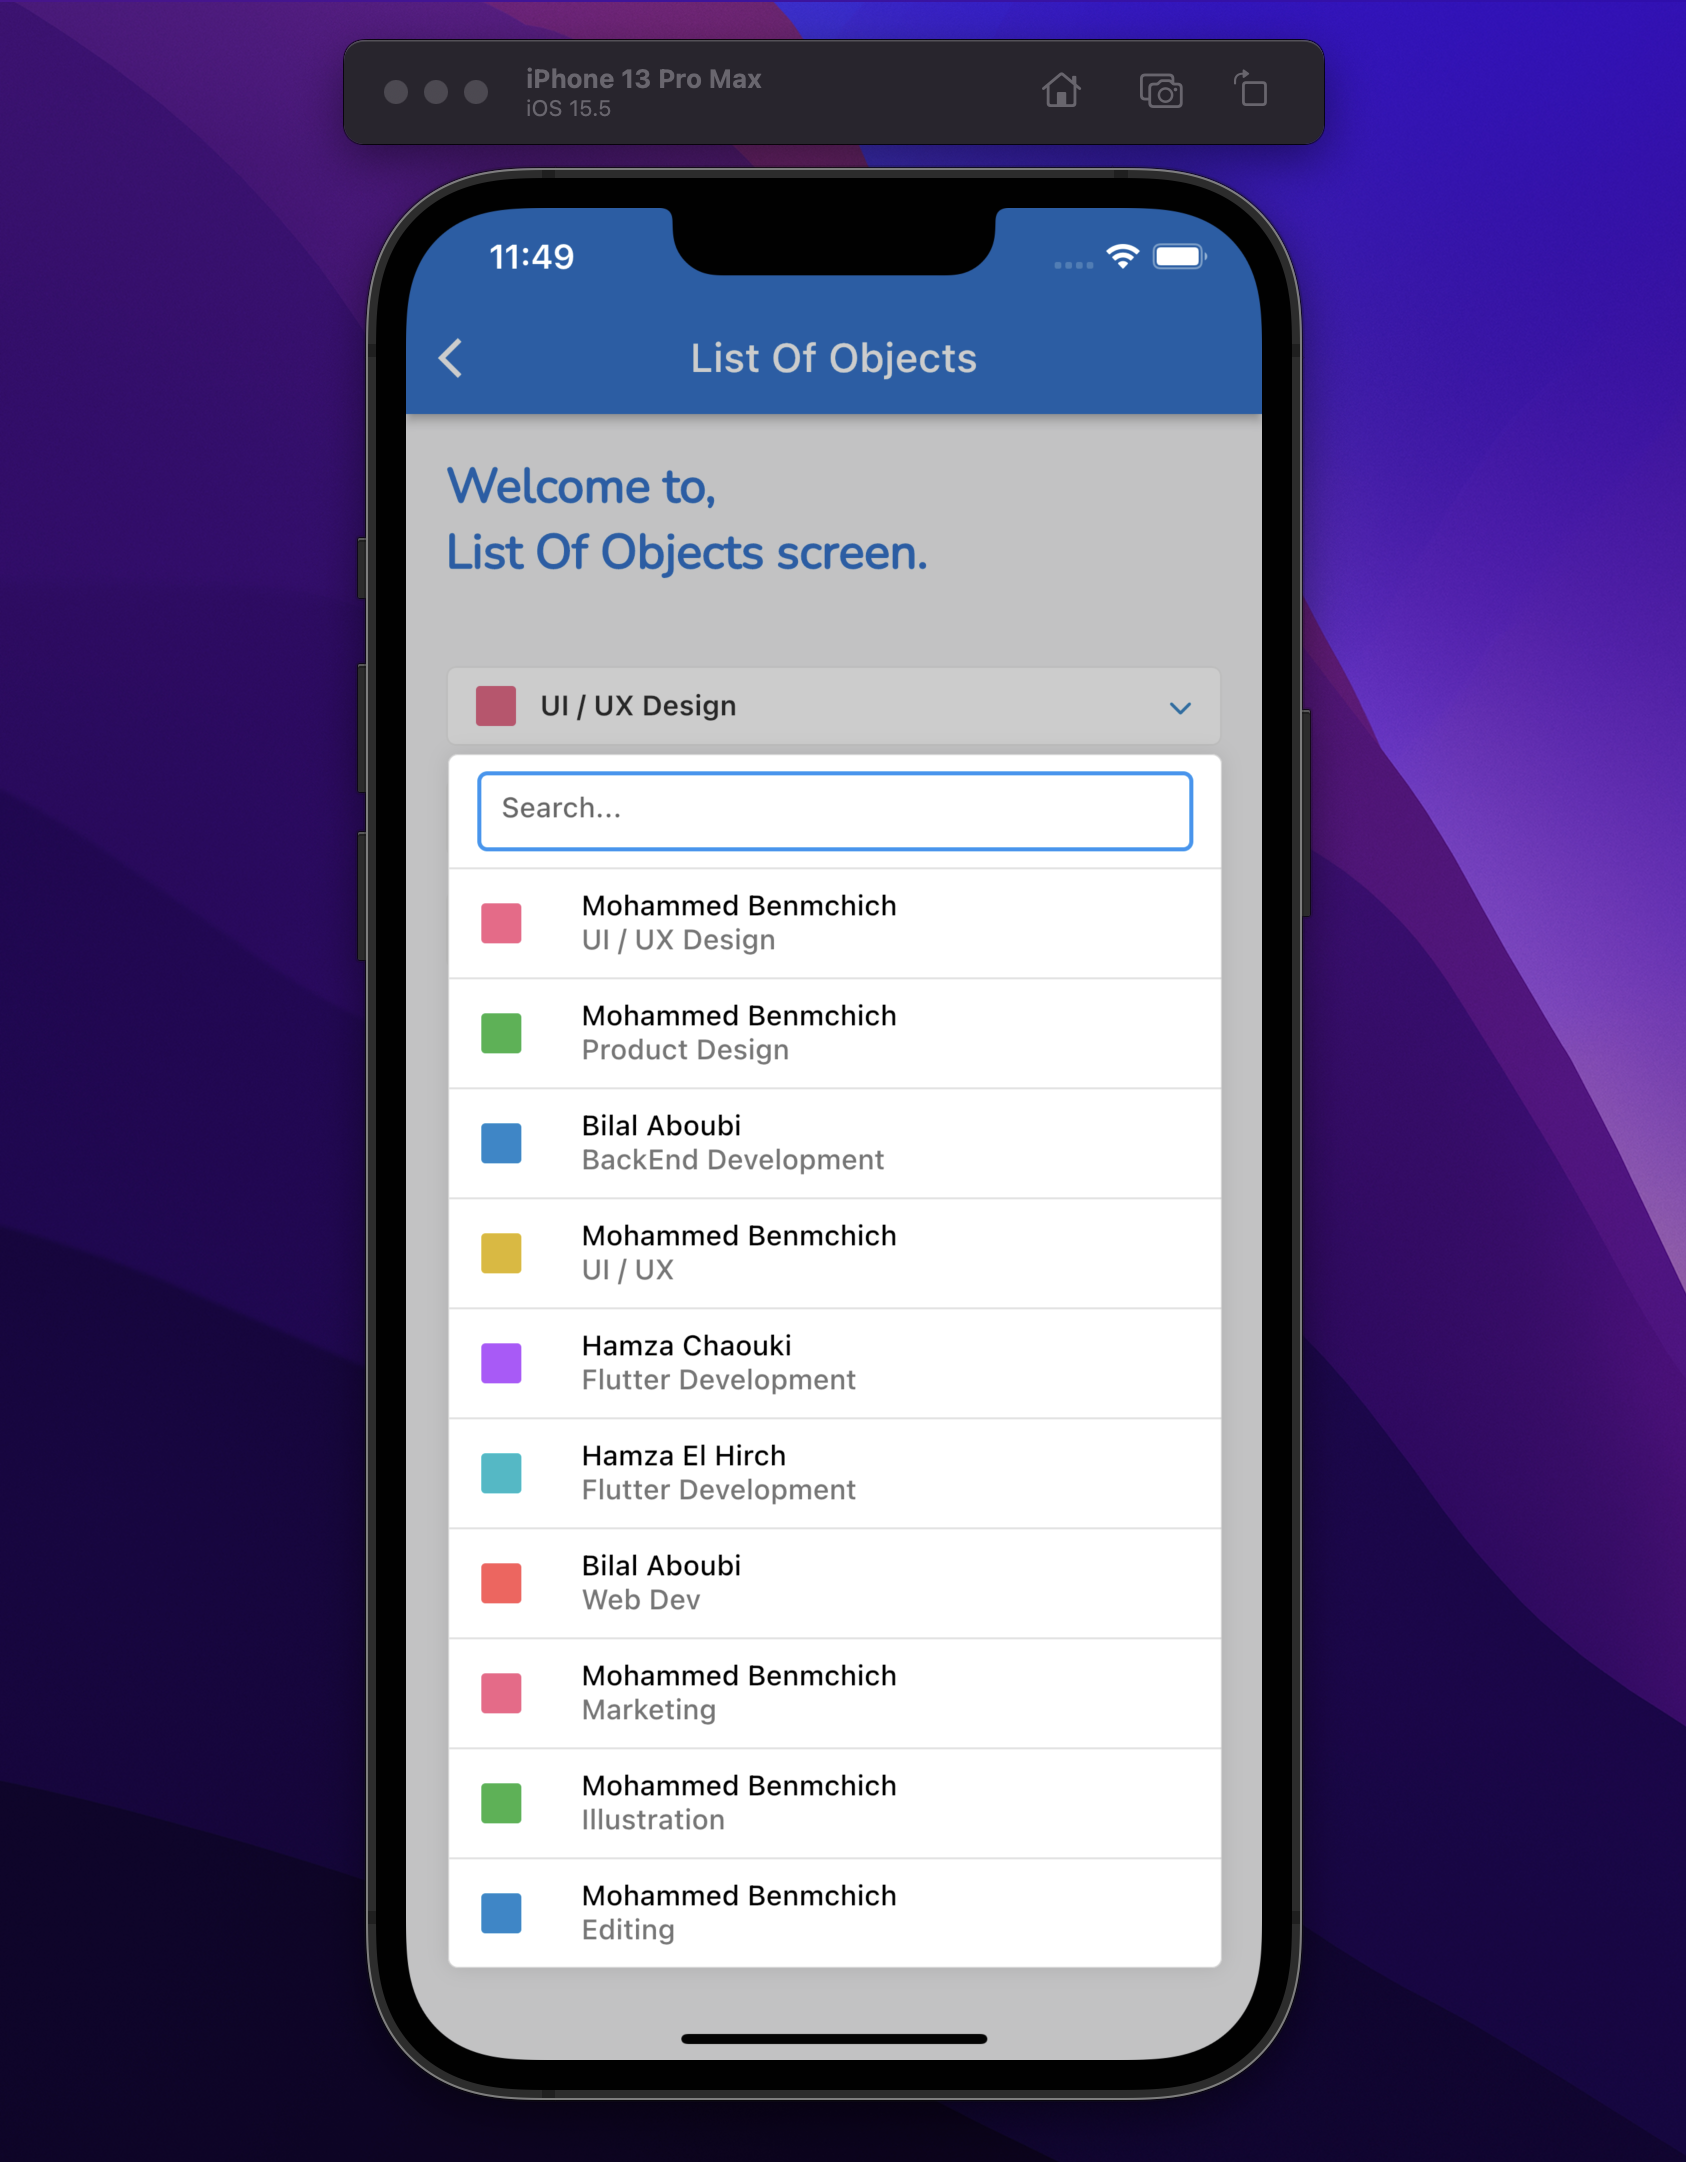 iPhone 13 Pro Max
iOS 15.5
11:49
List Of Objects
Welcome to,
List Of Objects screen.
UI / UX Design
Search...
Mohammed Benmchich
UI / UX Design
Mohammed Benmchich
Product Design
Bilal Aboubi
BackEnd Development
Mohammed Benmchich
UI / UX
Hamza Chaouki
Flutter Development
Hamza El Hirch
Flutter Development
Bilal Aboubi
Web Dev
Mohammed Benmchich
Marketing
Mohammed Benmchich
Illustration
Mohammed Benmchich
Editing